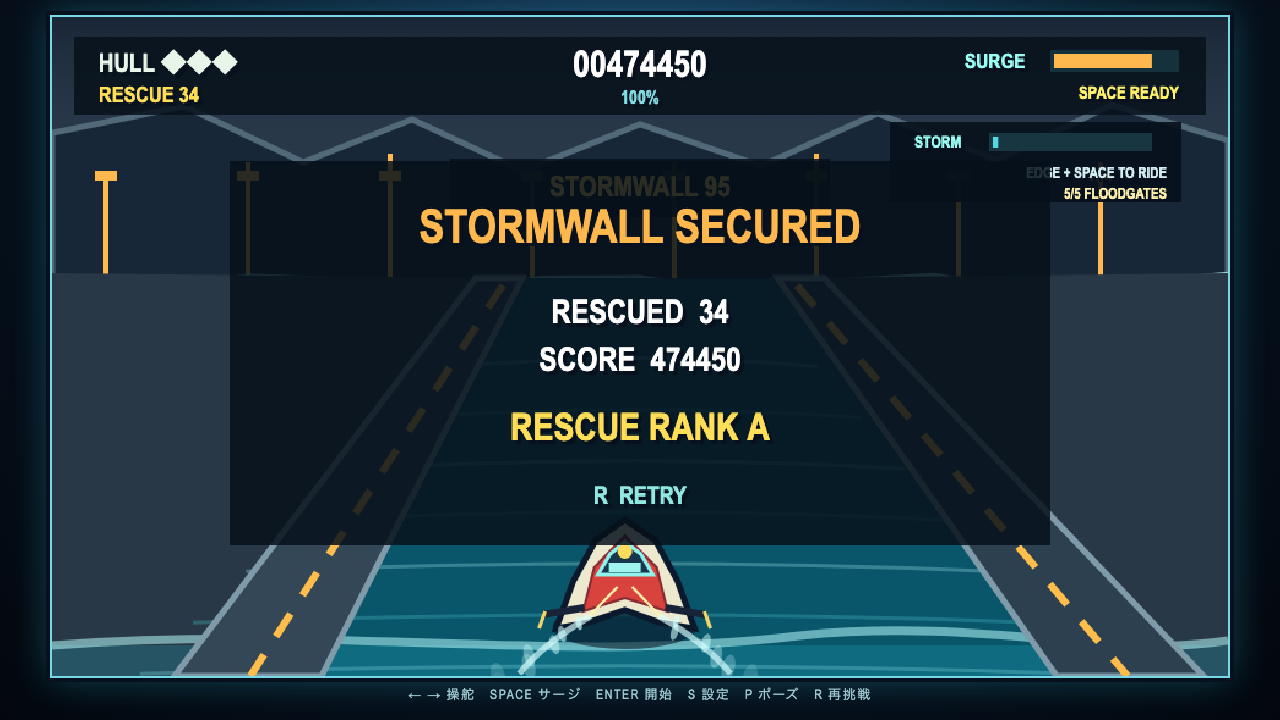 HULL
RESCUE 34
00474450
100%
SURGE
SPACE READY
STORM
EDGE + SPACE TO RIDE
5/5 FLOODGATES
STORMWALL 95
STORMWALL SECURED
RESCUED 34
SCORE 474450
RESCUE RANK A
R RETRY
← → 操舵 SPACE サージ ENTER 開始 S 設定 P ポーズ R 再挑戦